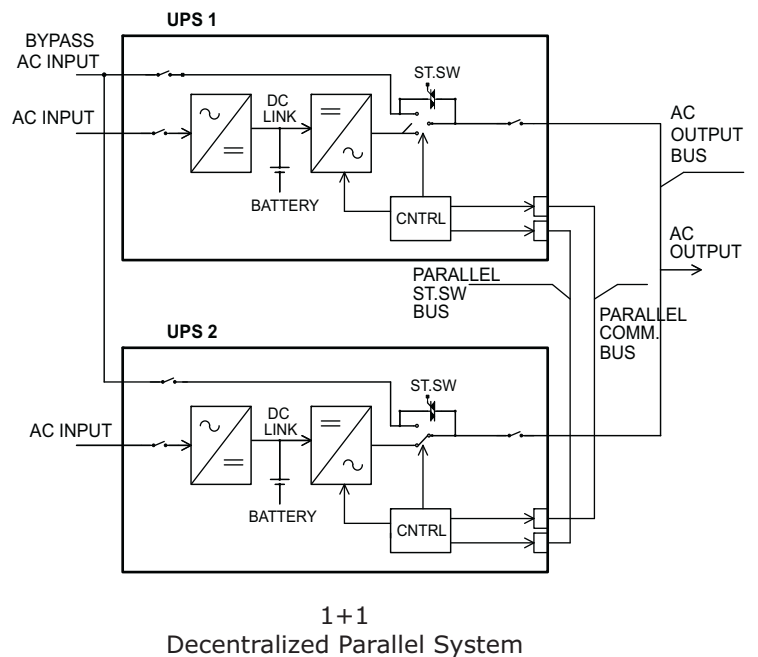 UPS 1
BYPASS
AC INPUT
ST.SW
DC
LINK
AC INPUT
BATTERY
CNTRL
AC
OUTPUT
BUS
AC
OUTPUT
PARALLEL
ST.SW
BUS
PARALLEL
COMM.
BUS
UPS 2
ST.SW
DC
LINK
AC INPUT
BATTERY
CNTRL
1+1
Decentralized Parallel System